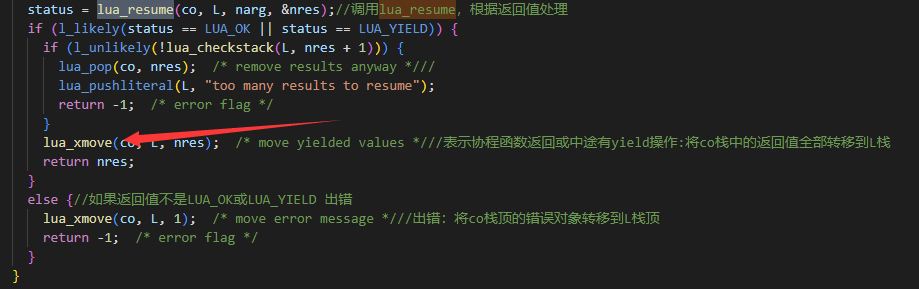 status = lua_resume(co, L, narg, &nres);//调用lua_resume，根据返回值处理
if (l_likely(status == LUA_OK || status == LUA_YIELD)) {
if (l_unlikely(!lua_checkstack(L, nres + 1))) {
lua_pop(co, nres);  /* remove results anyway *///
lua_pushliteral(L, "too many results to resume");
return -1;  /* error flag */
}
lua_xmove(co, L, nres);  /* move yielded values *///表示协程函数返回或中途有yield操作:将co栈中的返回值全部转移到L栈
return nres;
}
else {//如果返回值不是LUA_OK或LUA_YIELD 出错
lua_xmove(co, L, 1);  /* move error message *///出错：将co栈顶的错误对象转移到L栈顶
return -1;  /* error flag */
}
}